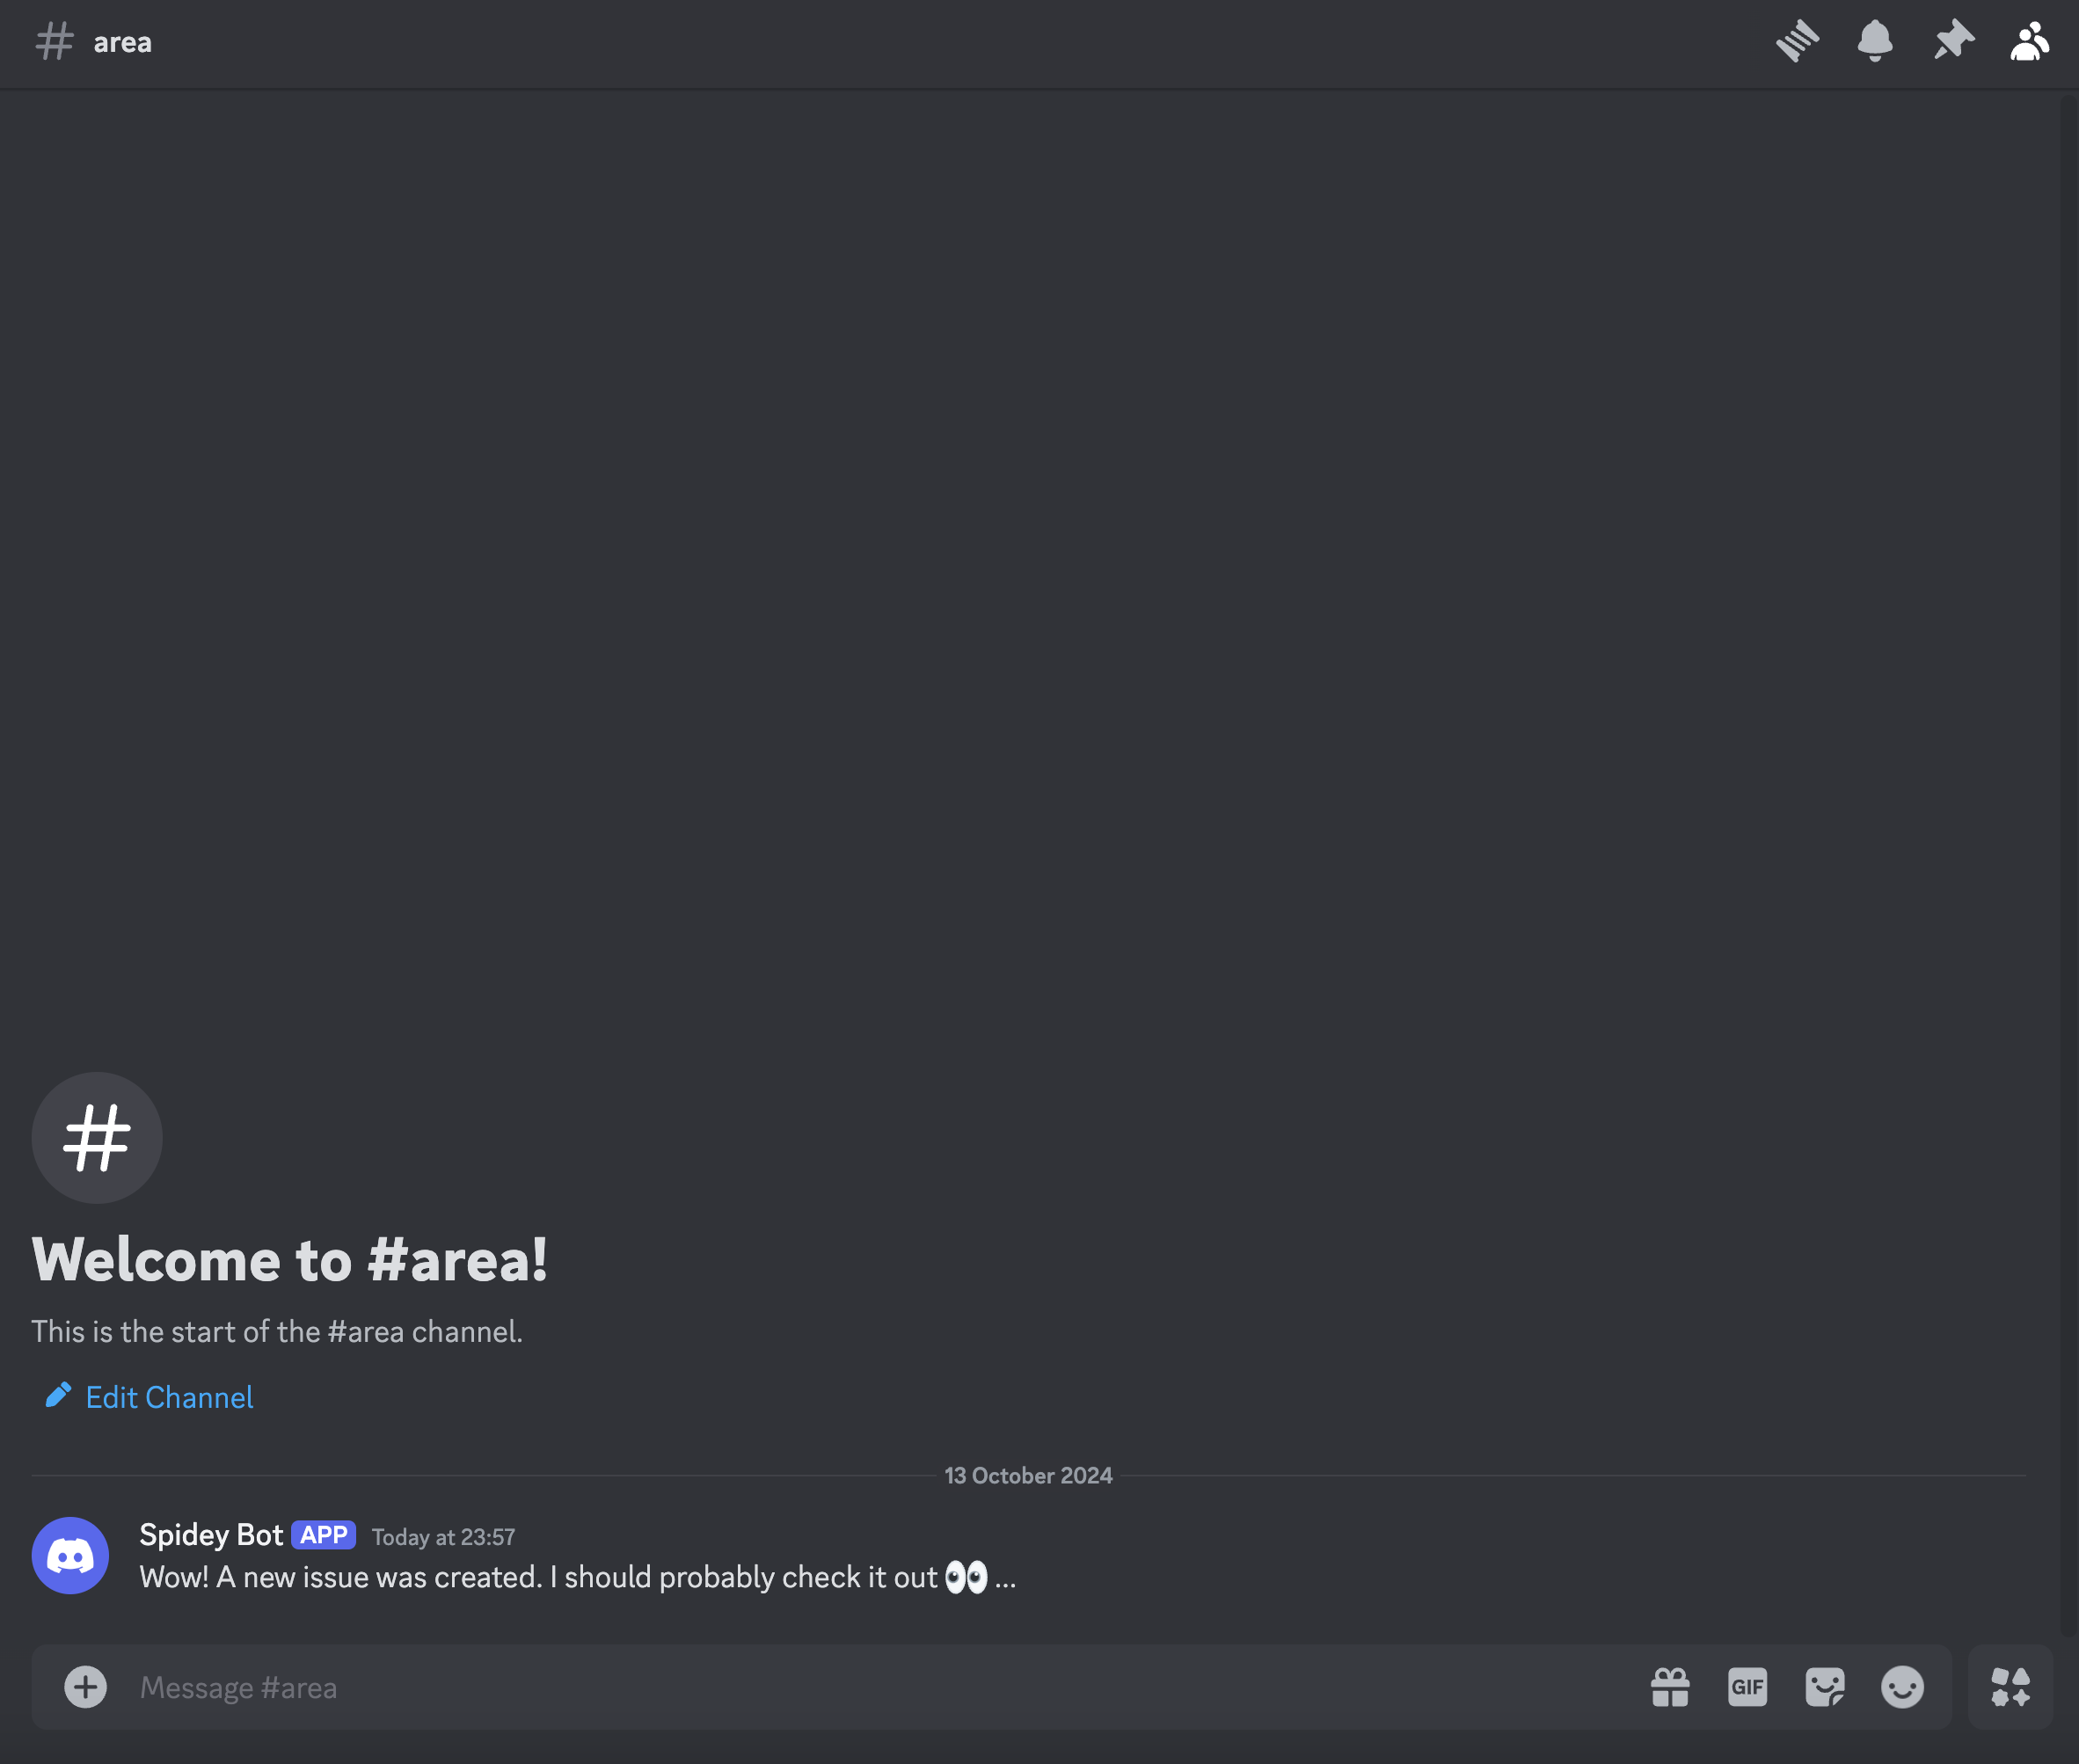 # area
Welcome to #area!
This is the start of the #area channel.
Edit Channel
13 October 2024
Spidey Bot APP Today at 23:57
Wow! A new issue was created. I should probably check it out 👀 ...
Message #area
GIF